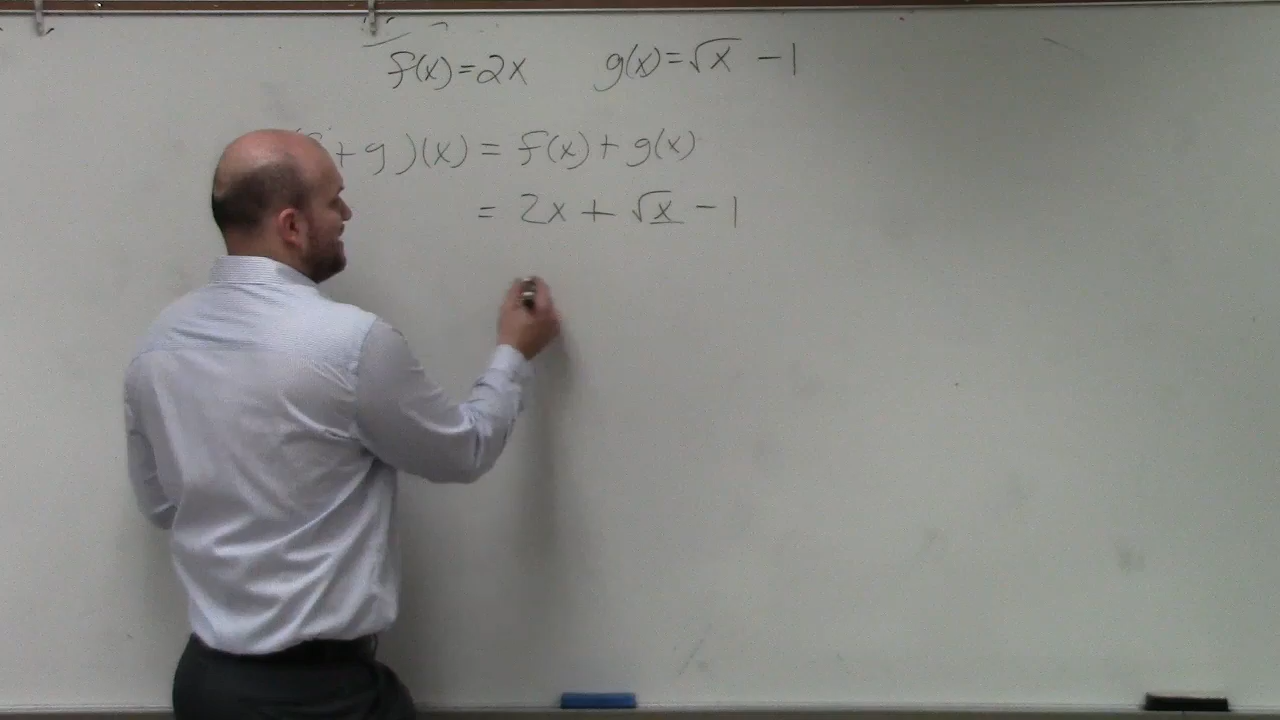 f(x)=2x g(x)=√x -1
+g)(x) = f(x)+g(x)
= 2x + √x - 1